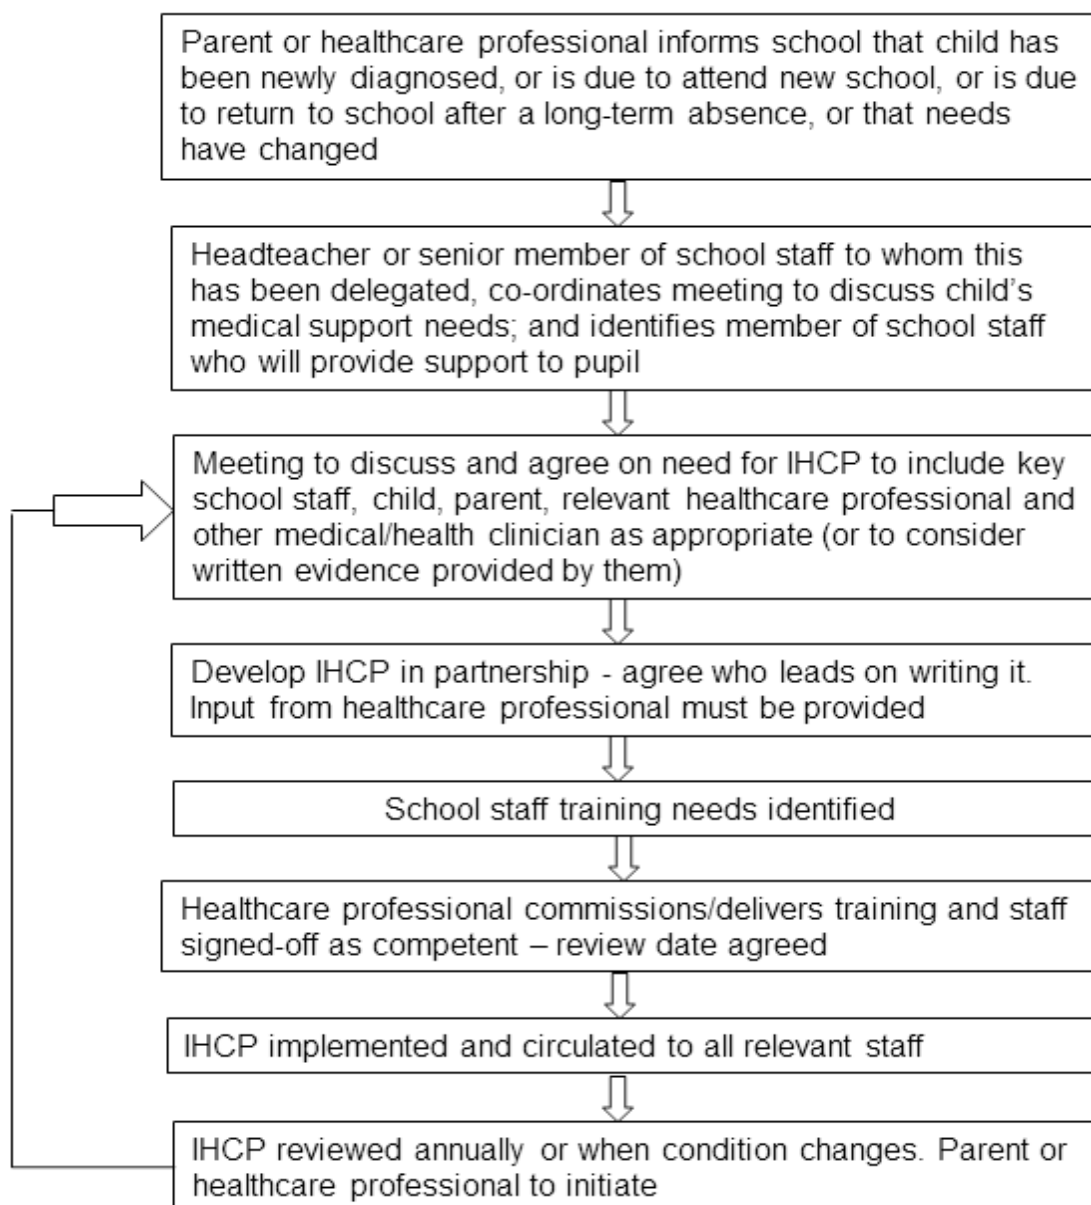 Parent or healthcare professional informs school that child has
been newly diagnosed, or is due to attend new school, or is due
to return to school after a long-term absence, or that needs
have changed
Headteacher or senior member of school staff to whom this
has been delegated, co-ordinates meeting to discuss child's
medical support needs; and identifies member of school staff
who will provide support to pupil
Meeting to discuss and agree on need for IHCP to include key
school staff, child, parent, relevant healthcare professional and
other medical/health clinician as appropriate (or to consider
written evidence provided by them)
Develop IHCP in partnership - agree who leads on writing it.
Input from healthcare professional must be provided
School staff training needs identified
Healthcare professional commissions/delivers training and staff
signed-off as competent – review date agreed
IHCP implemented and circulated to all relevant staff
IHCP reviewed annually or when condition changes. Parent or
healthcare professional to initiate